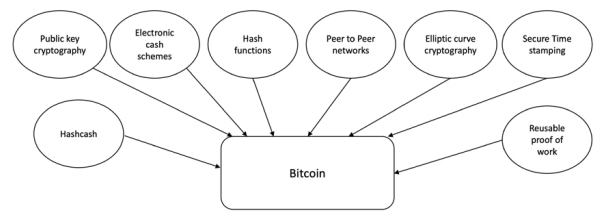 Public key
cryptography
Electronic
cash
schemes
Hash
functions
Peer to Peer
networks
Elliptic curve
cryptography
Secure Time
stamping
Hashcash
Bitcoin
Reusable
proof of
work